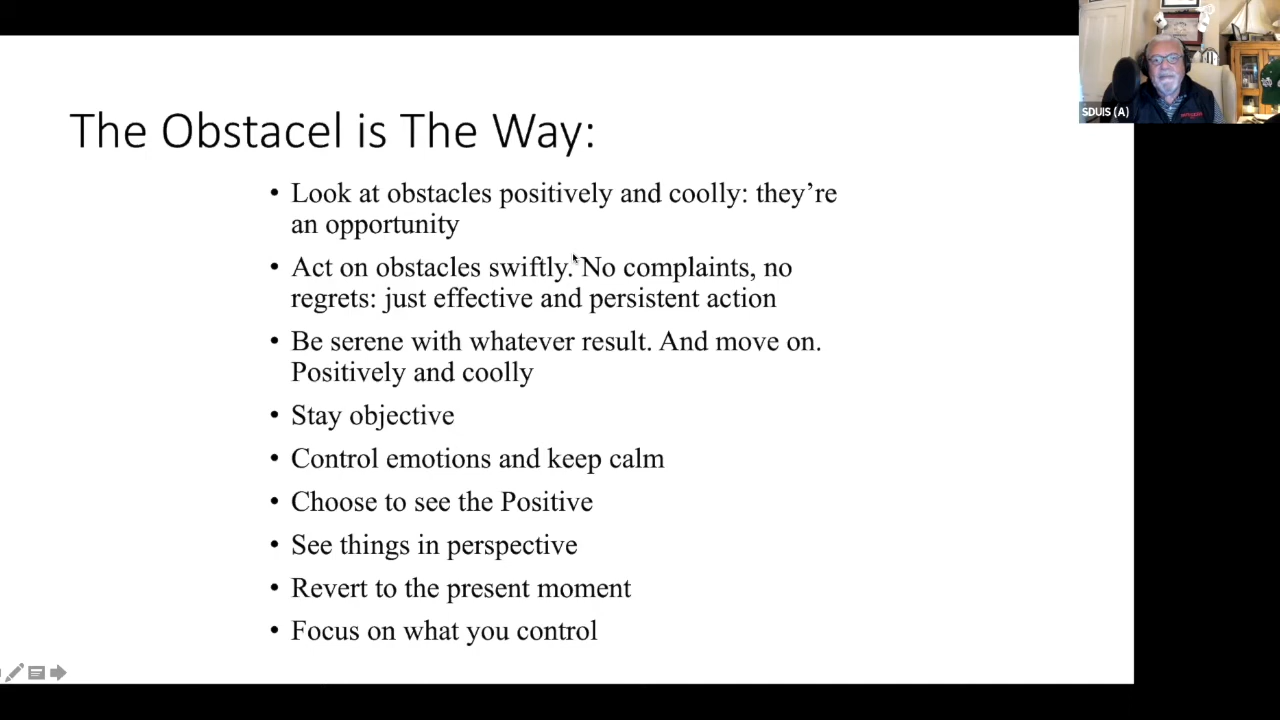 The Obstacel is The Way:
• Look at obstacles positively and coolly: they’re
an opportunity
• Act on obstacles swiftly. No complaints, no
regrets: just effective and persistent action
• Be serene with whatever result. And move on.
Positively and coolly
• Stay objective
• Control emotions and keep calm
• Choose to see the Positive
• See things in perspective
• Revert to the present moment
• Focus on what you control
SDUIS (A)